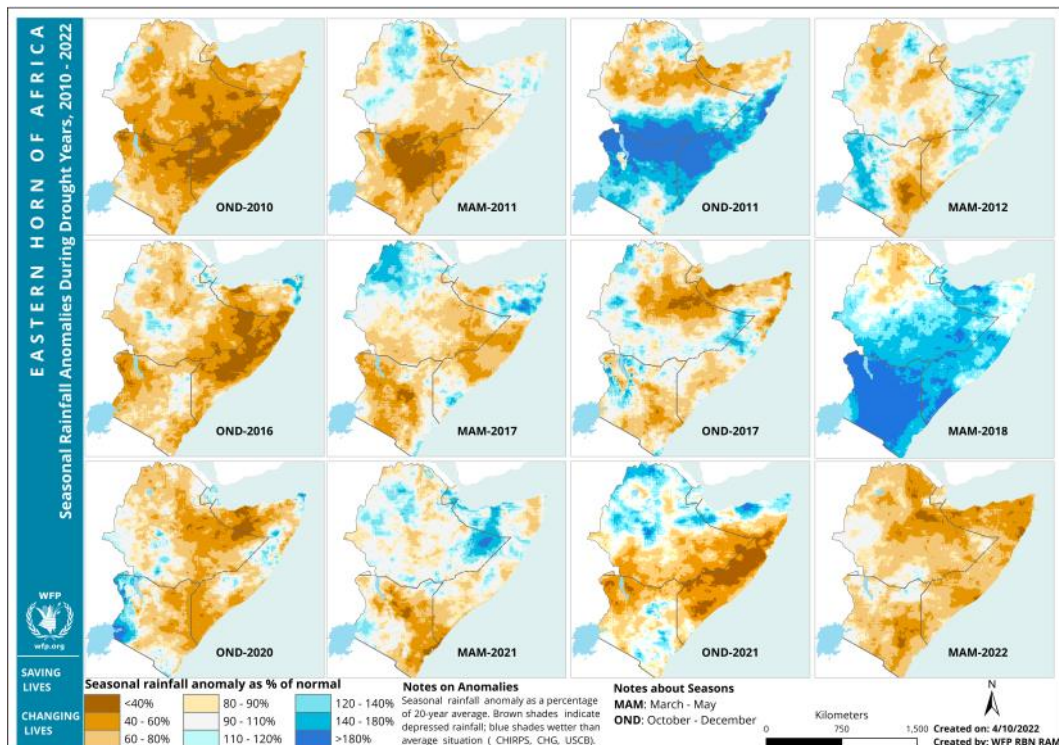 EASTERN HORN OF AFRICA
Seasonal Rainfall Anomalies During Drought Years, 2010 - 2022
WFP
wfp.org
SAVING
LIVES
CHANGING
LIVES
OND-2010
MAM-2011
OND-2011
MAM-2012
OND-2016
MAM-2017
OND-2017
MAM-2018
OND-2020
MAM-2021
OND-2021
MAM-2022
Seasonal rainfall anomaly as % of normal
<40%
40 - 60%
60 - 80%
80 - 90%
90 - 110%
110 - 120%
120 - 140%
140 - 180%
>180%
Notes on Anomalies
Seasonal rainfall anomaly as a percentage
of 20-year average. Brown shades indicate
depressed rainfall; blue shades wetter than
average situation ( CHIRPS, CHG, USCB).
Notes about Seasons
MAM: March - May
OND: October - December
Kilometers
0 750 1,500
N
Created on: 4/10/2022
Created by: WFP RBN RAM